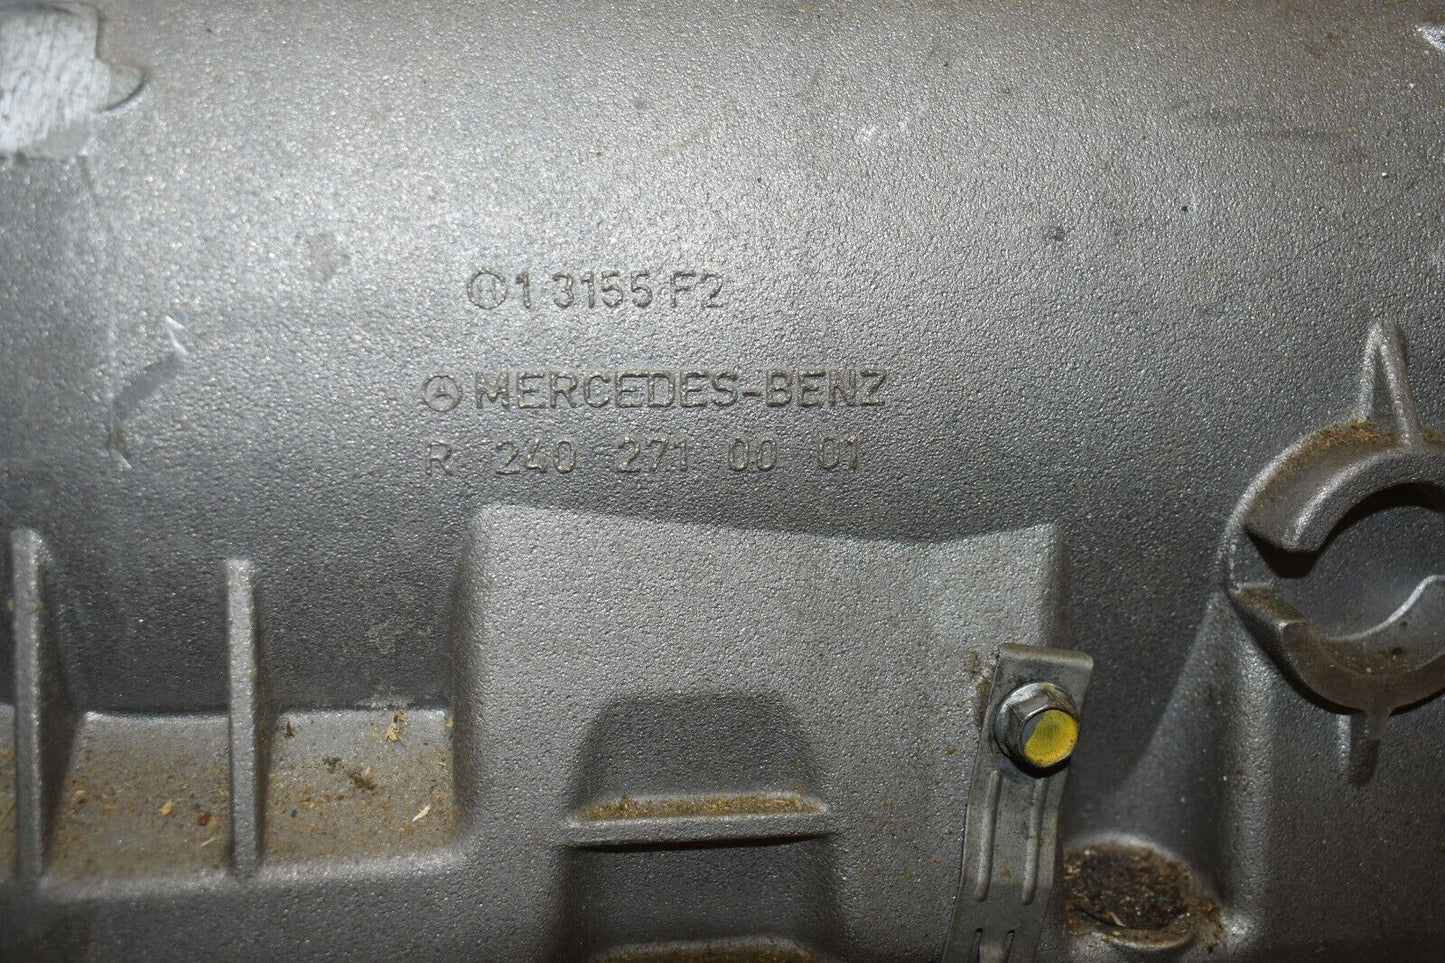 1 3155 F2
MERCEDES-BENZ
R 240 271 00 01